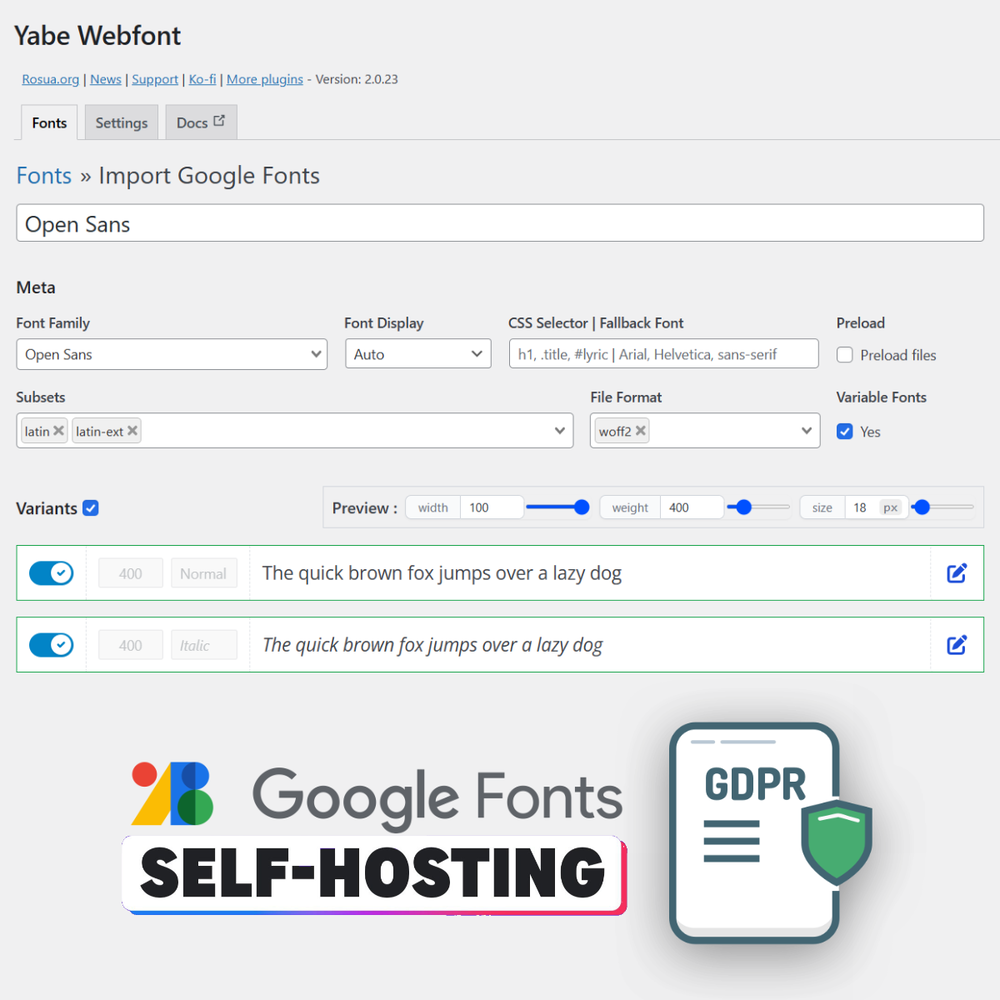 Yabe Webfont
Rosua.org | News | Support | Ko-fi | More plugins - Version: 2.0.23
Fonts Settings Docs
Fonts » Import Google Fonts
Open Sans
Meta
Font Family Font Display CSS Selector | Fallback Font Preload
Open Sans Auto h1, .title, #lyric | Arial, Helvetica, sans-serif Preload files
Subsets File Format Variable Fonts
latin latin-ext woff2 Yes
Variants Preview : width 100 weight 400 size 18 px
400 Normal The quick brown fox jumps over a lazy dog
400 Italic The quick brown fox jumps over a lazy dog
Google Fonts
SELF-HOSTING
GDPR